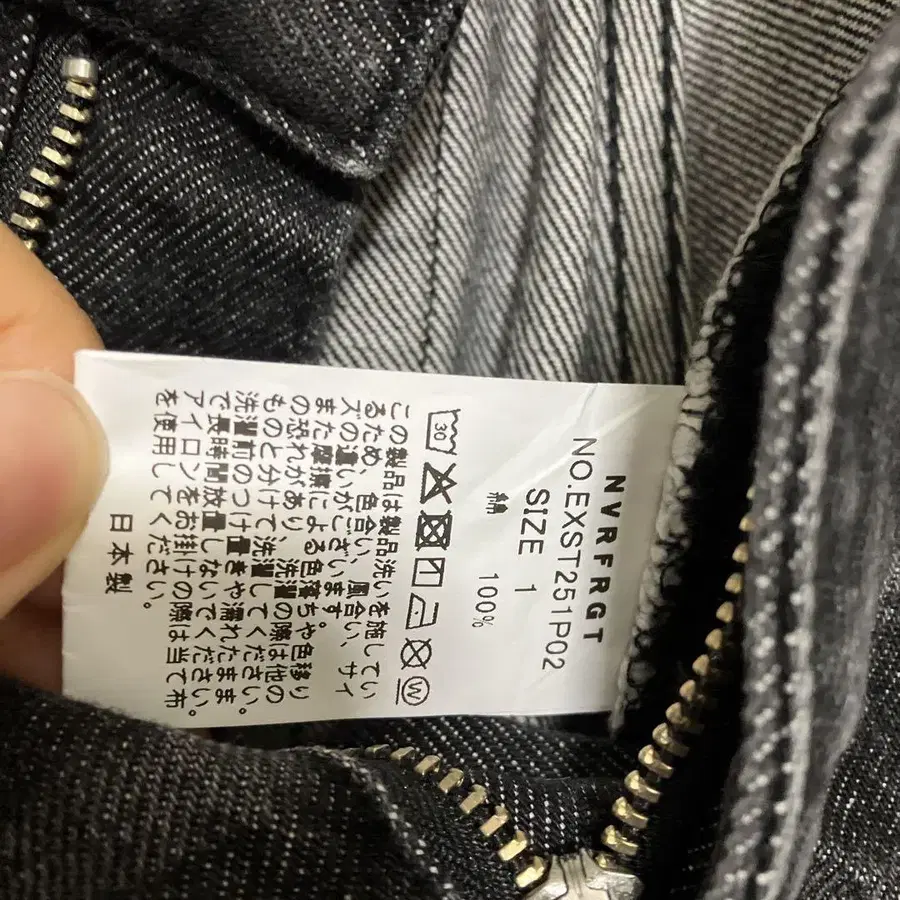 NVRFRGT
NO.EXST251P02
SIZE 1
綿 100%
30 W
この製品は製品洗いを施してい
るため、色合い、風合い、サイ
ズの違いがございます。
また摩擦による色落ちや色移り
の恐れがあり、洗濯の際は他の
ものと分けて洗濯してください。
洗濯前のつけ置きや濡れたまま
で長時間放置しないでください。
アイロンをお掛けの際は当て布
を使用してください。
日本製